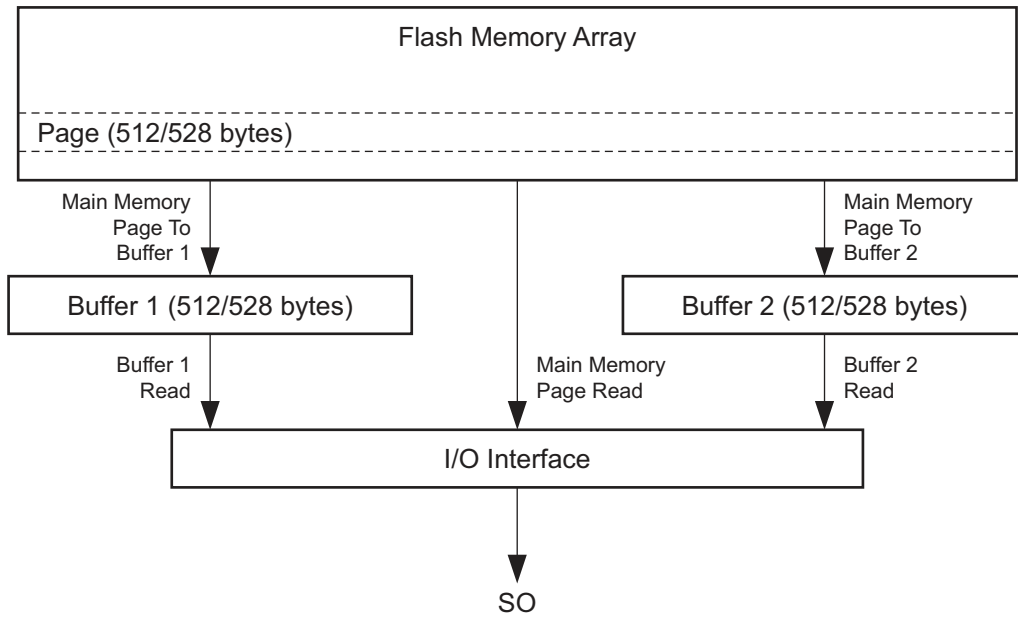 Flash Memory Array
Page (512/528 bytes)
Main Memory
Page To
Buffer 1
Main Memory
Page To
Buffer 2
Buffer 1 (512/528 bytes)
Buffer 2 (512/528 bytes)
Buffer 1
Read
Main Memory
Page Read
Buffer 2
Read
I/O Interface
SO